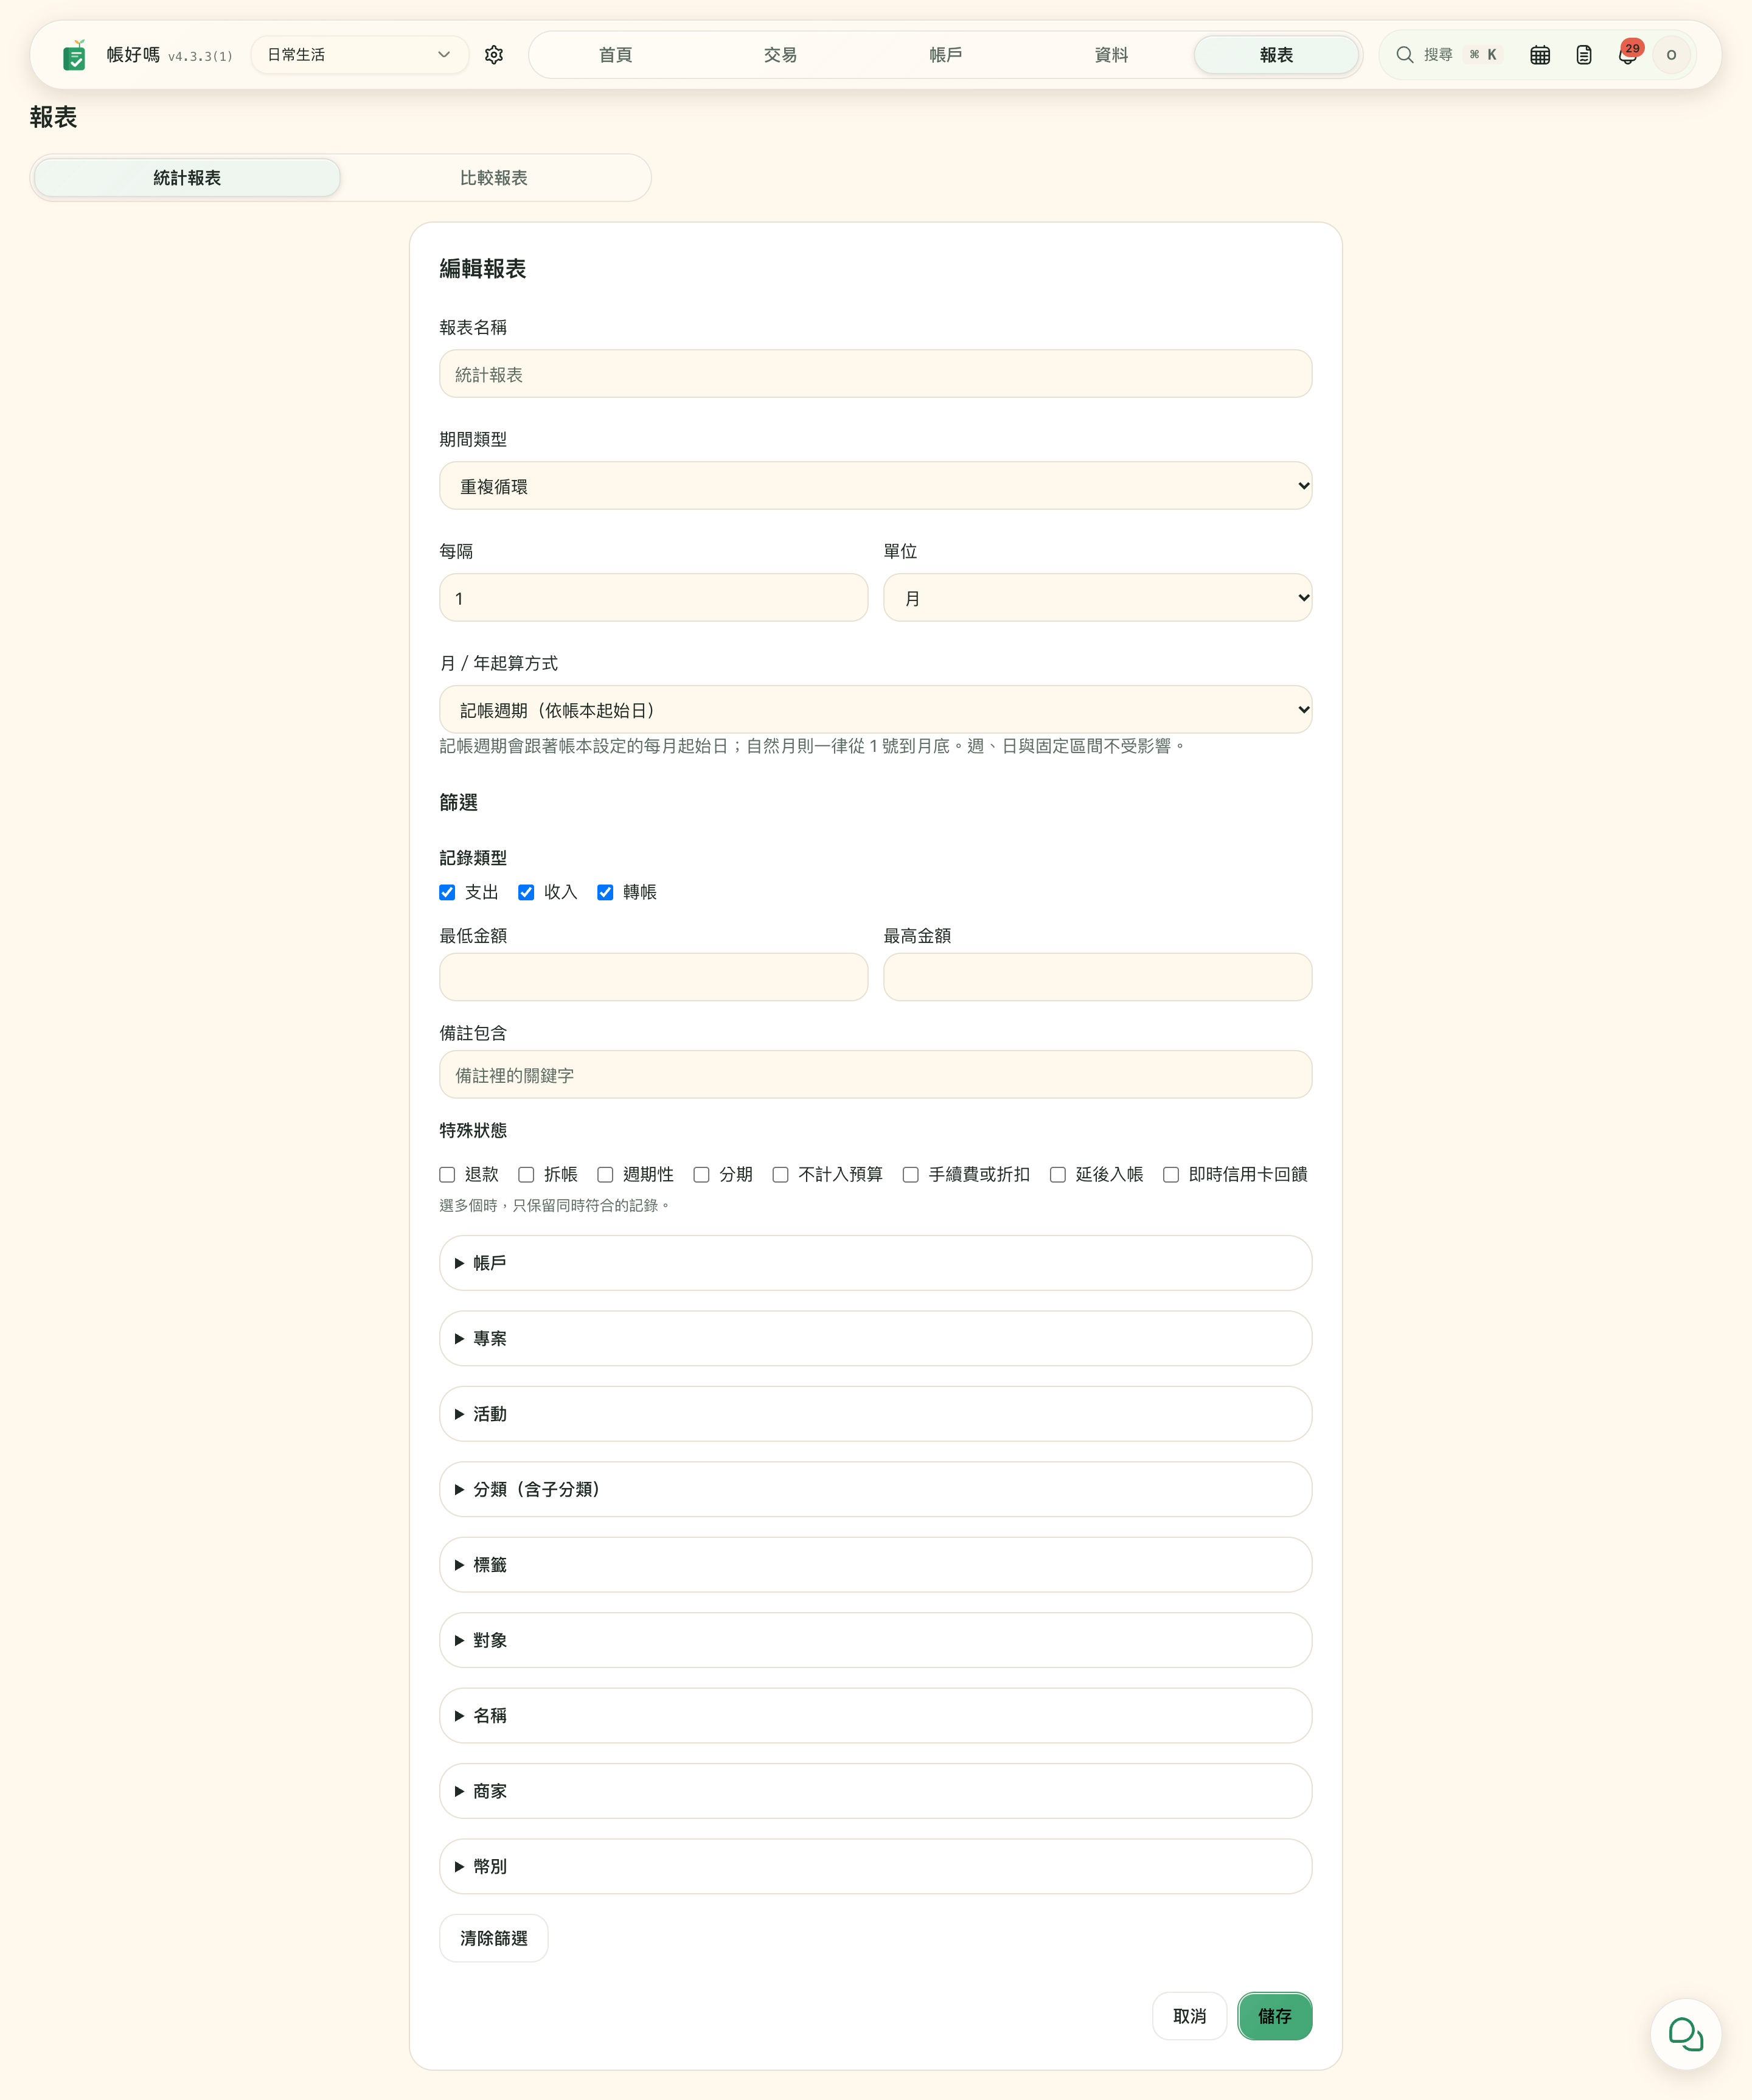 帳好嗎 v4.3.3(1) 日常生活 首頁 交易 帳戶 資料 報表 搜尋 ⌘ K 29 O
報表
統計報表 比較報表
編輯報表
報表名稱
統計報表
期間類型
重複循環
每隔 單位
1 月
月 / 年起算方式
記帳週期（依帳本起始日）
記帳週期會跟著帳本設定的每月起始日；自然月則一律從 1 號到月底。週、日與固定區間不受影響。
篩選
記錄類型
支出 收入 轉帳
最低金額 最高金額
備註包含
備註裡的關鍵字
特殊狀態
退款 拆帳 週期性 分期 不計入預算 手續費或折扣 延後入帳 即時信用卡回饋
選多個時，只保留同時符合的記錄。
帳戶
專案
活動
分類（含子分類）
標籤
對象
名稱
商家
幣別
清除篩選
取消 儲存